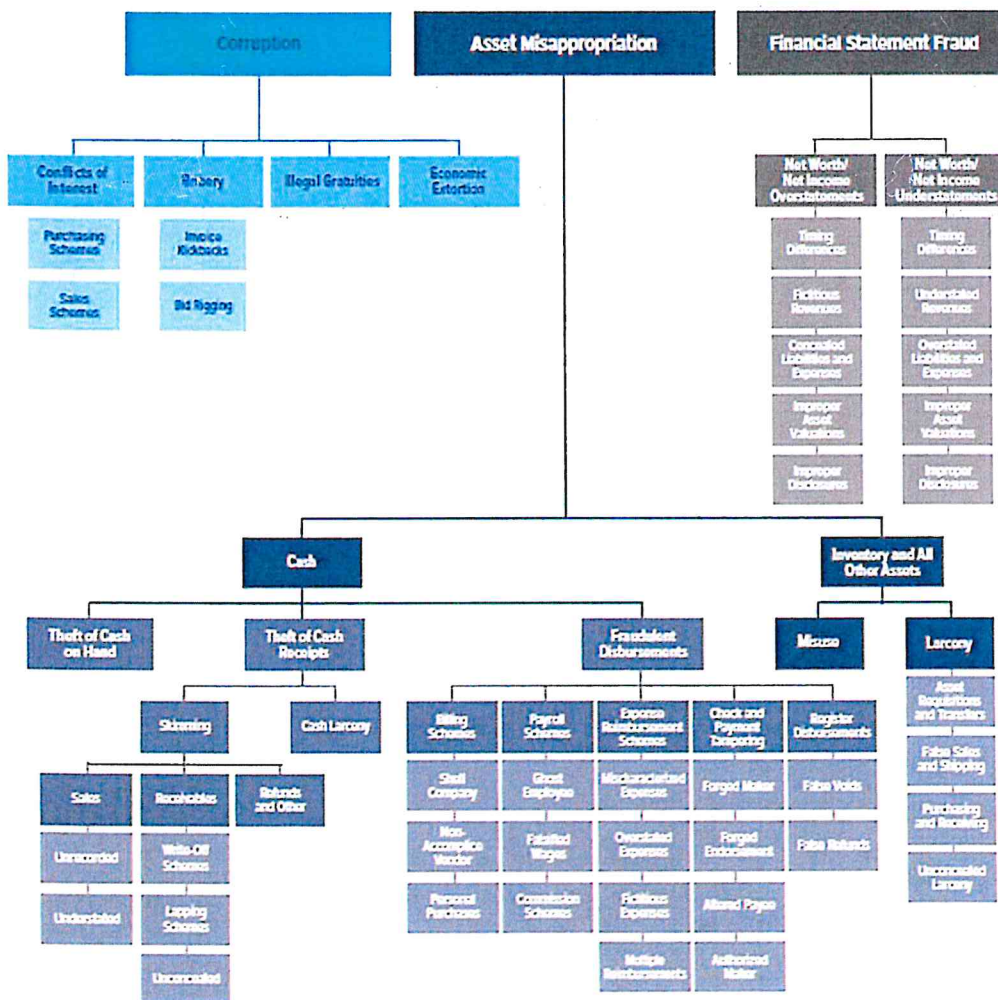 Corruption
Asset Misappropriation
Financial Statement Fraud
Conflicts of
Interest
Bribery
Illegal Gratuities
Economic
Extortion
Purchasing
Schemes
Invoice
Kickbacks
Sales
Schemes
Bid Rigging
Net Worth/
Net Income
Overstatements
Net Worth/
Net Income
Understatements
Timing
Differences
Timing
Differences
Fictitious
Revenues
Understated
Revenues
Concealed
Liabilities and
Expenses
Overstated
Liabilities and
Expenses
Improper
Asset
Valuations
Improper
Asset
Valuations
Improper
Disclosures
Improper
Disclosures
Cash
Inventory and All
Other Assets
Theft of Cash
on Hand
Theft of Cash
Receipts
Fraudulent
Disbursements
Misuse
Larceny
Skimming
Cash Larceny
Sales
Receivables
Refunds
and Other
Unrecorded
Write-Off
Schemes
Understated
Lapping
Schemes
Unconcealed
Billing
Schemes
Payroll
Schemes
Expense
Reimbursement
Schemes
Check and
Payment
Tampering
Register
Disbursements
Shell
Company
Ghost
Employee
Mischaracterized
Expenses
Forged Maker
False Voids
Non-
Accomplice
Vendor
Falsified
Wages
Overstated
Expenses
Forged
Endorsement
False Refunds
Personal
Purchases
Commission
Schemes
Fictitious
Expenses
Altered Payee
Multiple
Reimbursements
Authorized
Maker
Asset
Requisitions
and Transfers
False Sales
and Shipping
Purchasing
and Receiving
Unconcealed
Larceny